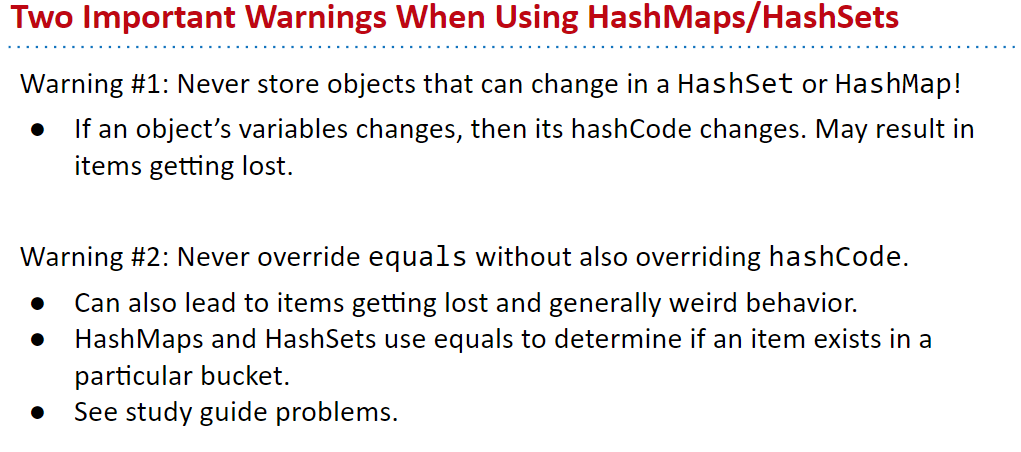 Two Important Warnings When Using HashMaps/HashSets
Warning #1: Never store objects that can change in a HashSet or HashMap!
● If an object’s variables changes, then its hashCode changes. May result in
items getting lost.
Warning #2: Never override equals without also overriding hashCode.
● Can also lead to items getting lost and generally weird behavior.
● HashMaps and HashSets use equals to determine if an item exists in a
particular bucket.
● See study guide problems.